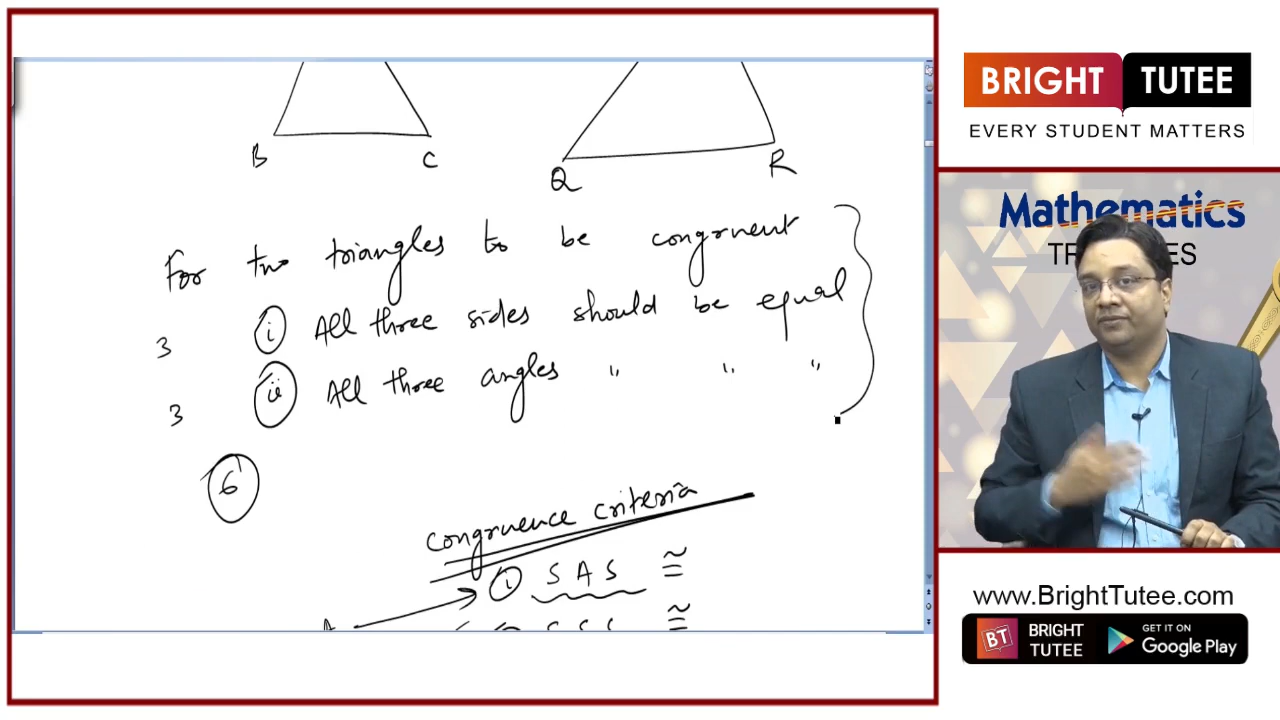 B
C
Q
R
For two triangles to be congruent
3 (i) All three sides should be equal
3 (ii) All three angles " " "
6
congruence criteria
(i) SAS ≅
SSS ≅
BRIGHT TUTEE
EVERY STUDENT MATTERS
Mathematics
www.BrightTutee.com
BT BRIGHT TUTEE
GET IT ON Google Play